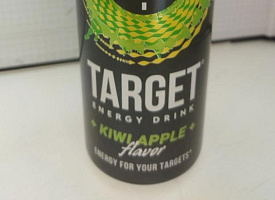 TARGET
ENERGY DRINK
+ KIWI-APPLE +
flavor
ENERGY FOR YOUR TARGETS*